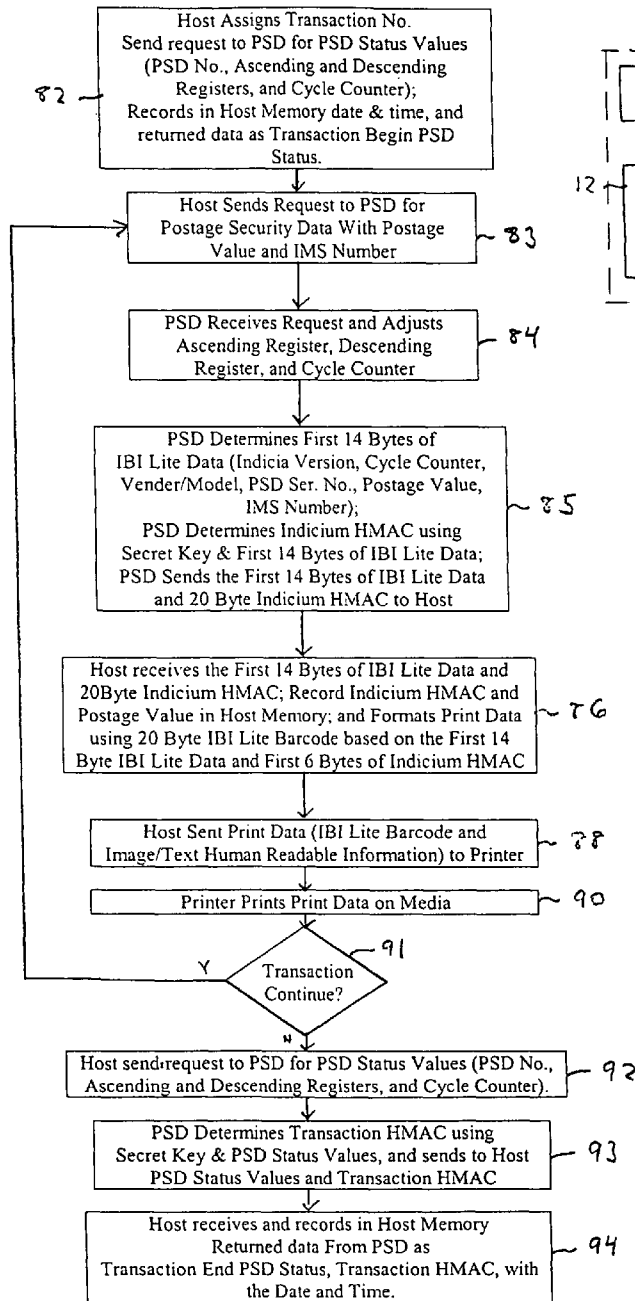 Host Assigns Transaction No.
Send request to PSD for PSD Status Values
(PSD No., Ascending and Descending
Registers, and Cycle Counter);
Records in Host Memory date & time, and
returned data as Transaction Begin PSD
Status.
82
12
Host Sends Request to PSD for
Postage Security Data With Postage
Value and IMS Number
83
PSD Receives Request and Adjusts
Ascending Register, Descending
Register, and Cycle Counter
84
PSD Determines First 14 Bytes of
IBI Lite Data (Indicia Version, Cycle Counter,
Vender/Model, PSD Ser. No., Postage Value,
IMS Number);
PSD Determines Indicium HMAC using
Secret Key & First 14 Bytes of IBI Lite Data;
PSD Sends the First 14 Bytes of IBI Lite Data
and 20 Byte Indicium HMAC to Host
85
Host receives the First 14 Bytes of IBI Lite Data and
20Byte Indicium HMAC; Record Indicium HMAC and
Postage Value in Host Memory; and Formats Print Data
using 20 Byte IBI Lite Barcode based on the First 14
Byte IBI Lite Data and First 6 Bytes of Indicium HMAC
86
Host Sent Print Data (IBI Lite Barcode and
Image/Text Human Readable Information) to Printer
88
Printer Prints Print Data on Media
90
91
Y
Transaction
Continue?
N
Host send request to PSD for PSD Status Values (PSD No.,
Ascending and Descending Registers, and Cycle Counter).
92
PSD Determines Transaction HMAC using
Secret Key & PSD Status Values, and sends to Host
PSD Status Values and Transaction HMAC
93
Host receives and records in Host Memory
Returned data From PSD as
Transaction End PSD Status, Transaction HMAC, with
the Date and Time.
94